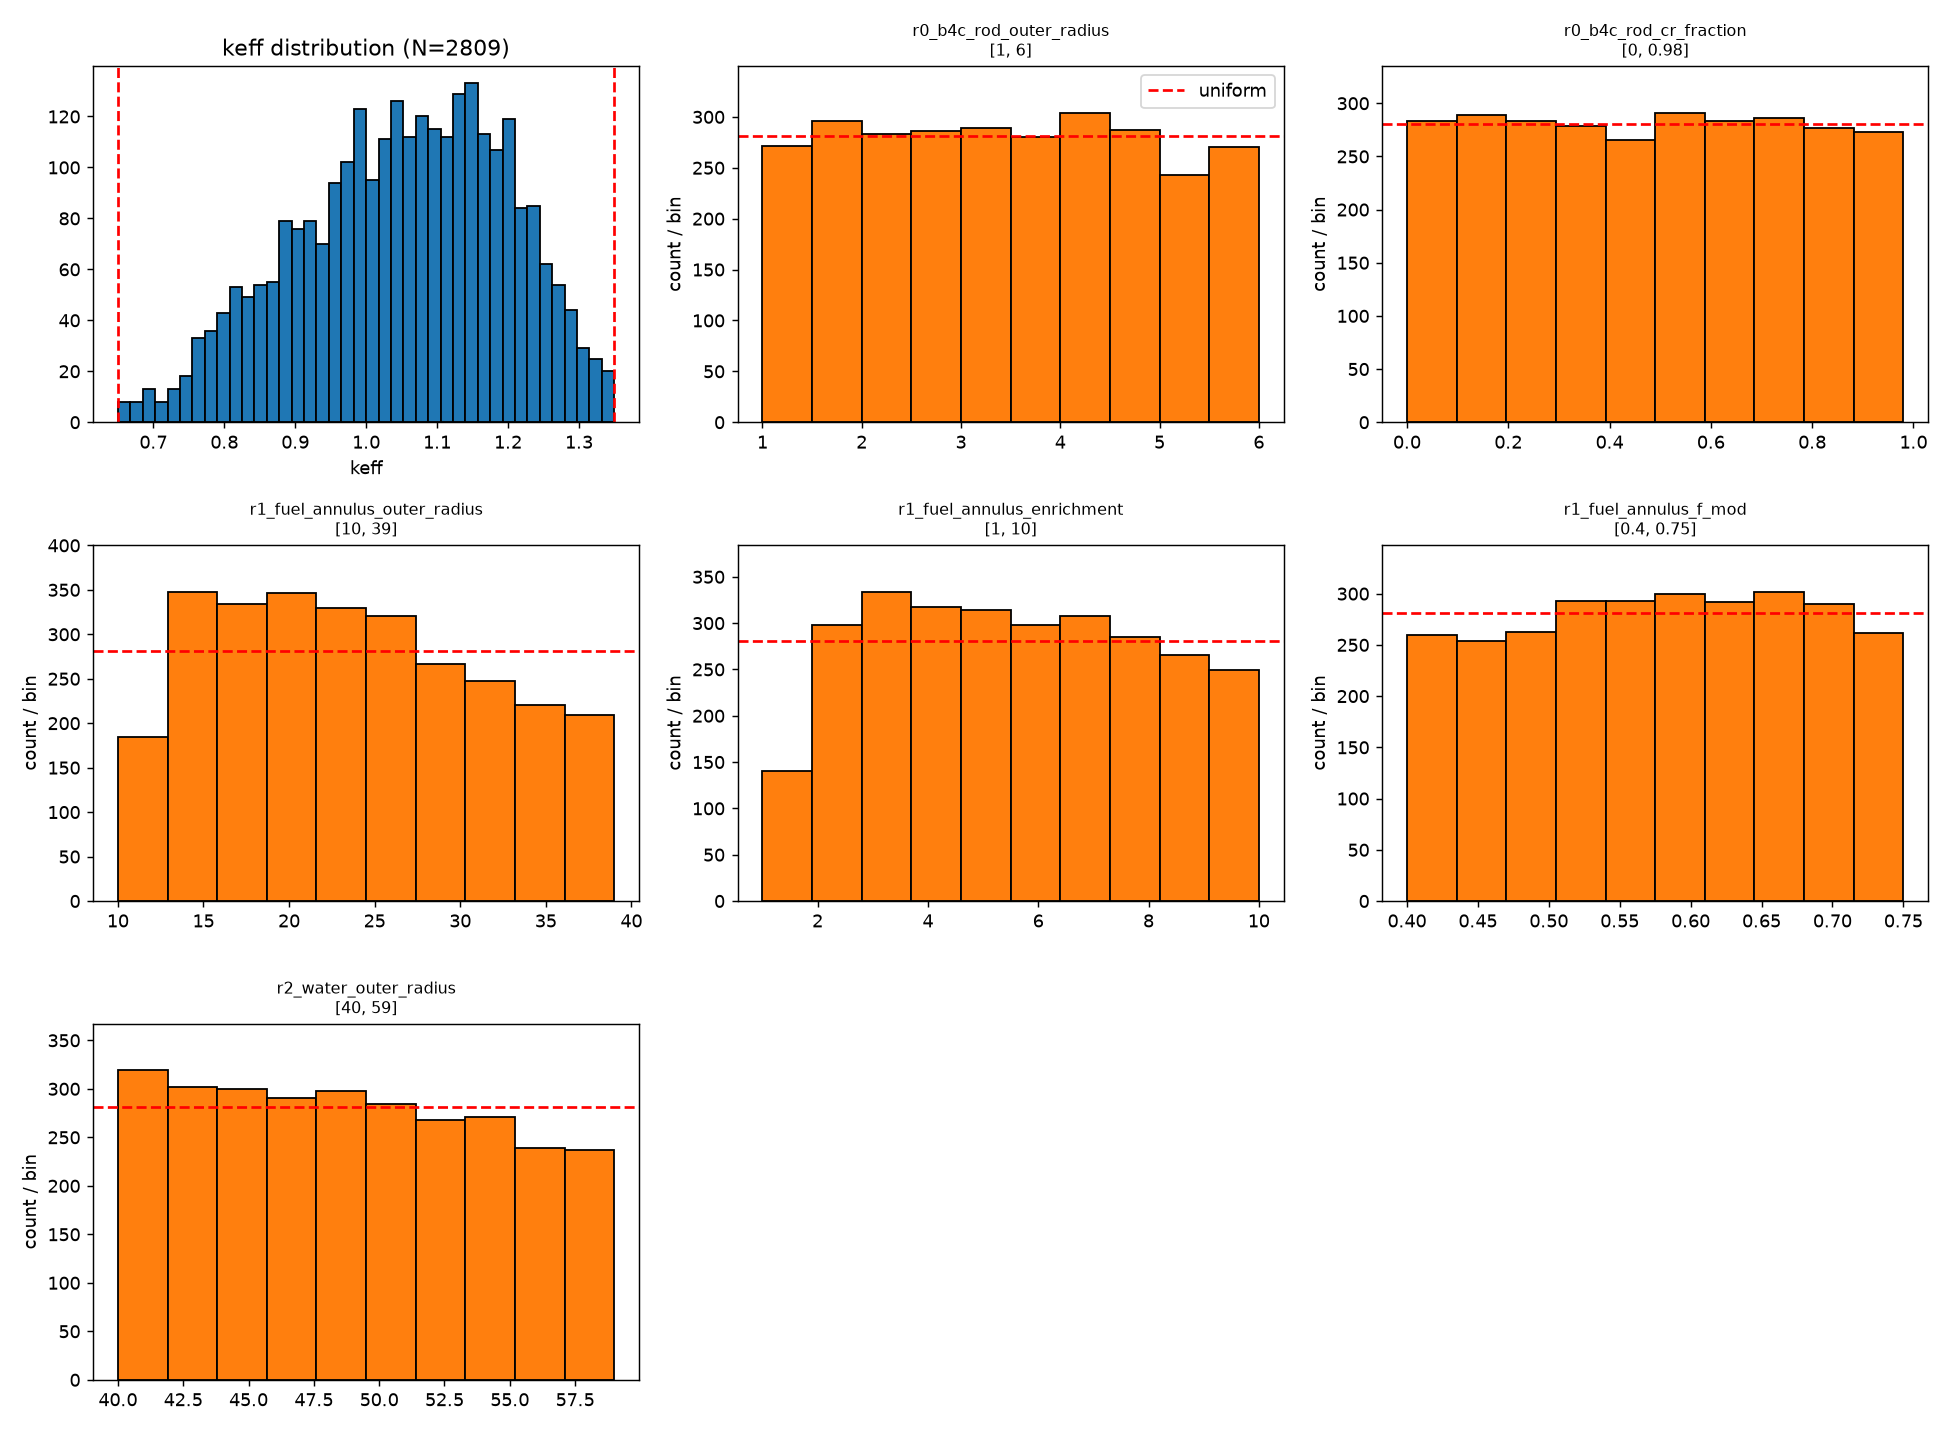 keff distribution (N=2809)
120
100
80
60
40
20
0
0.7 0.8 0.9 1.0 1.1 1.2 1.3
keff
r0_b4c_rod_outer_radius
[1, 6]
uniform
count / bin
300
250
200
150
100
50
0
1 2 3 4 5 6
r0_b4c_rod_cr_fraction
[0, 0.98]
count / bin
300
250
200
150
100
50
0
0.0 0.2 0.4 0.6 0.8 1.0
r1_fuel_annulus_outer_radius
[10, 39]
count / bin
400
350
300
250
200
150
100
50
0
10 15 20 25 30 35 40
r1_fuel_annulus_enrichment
[1, 10]
count / bin
350
300
250
200
150
100
50
0
2 4 6 8 10
r1_fuel_annulus_f_mod
[0.4, 0.75]
count / bin
300
250
200
150
100
50
0
0.40 0.45 0.50 0.55 0.60 0.65 0.70 0.75
r2_water_outer_radius
[40, 59]
count / bin
350
300
250
200
150
100
50
0
40.0 42.5 45.0 47.5 50.0 52.5 55.0 57.5